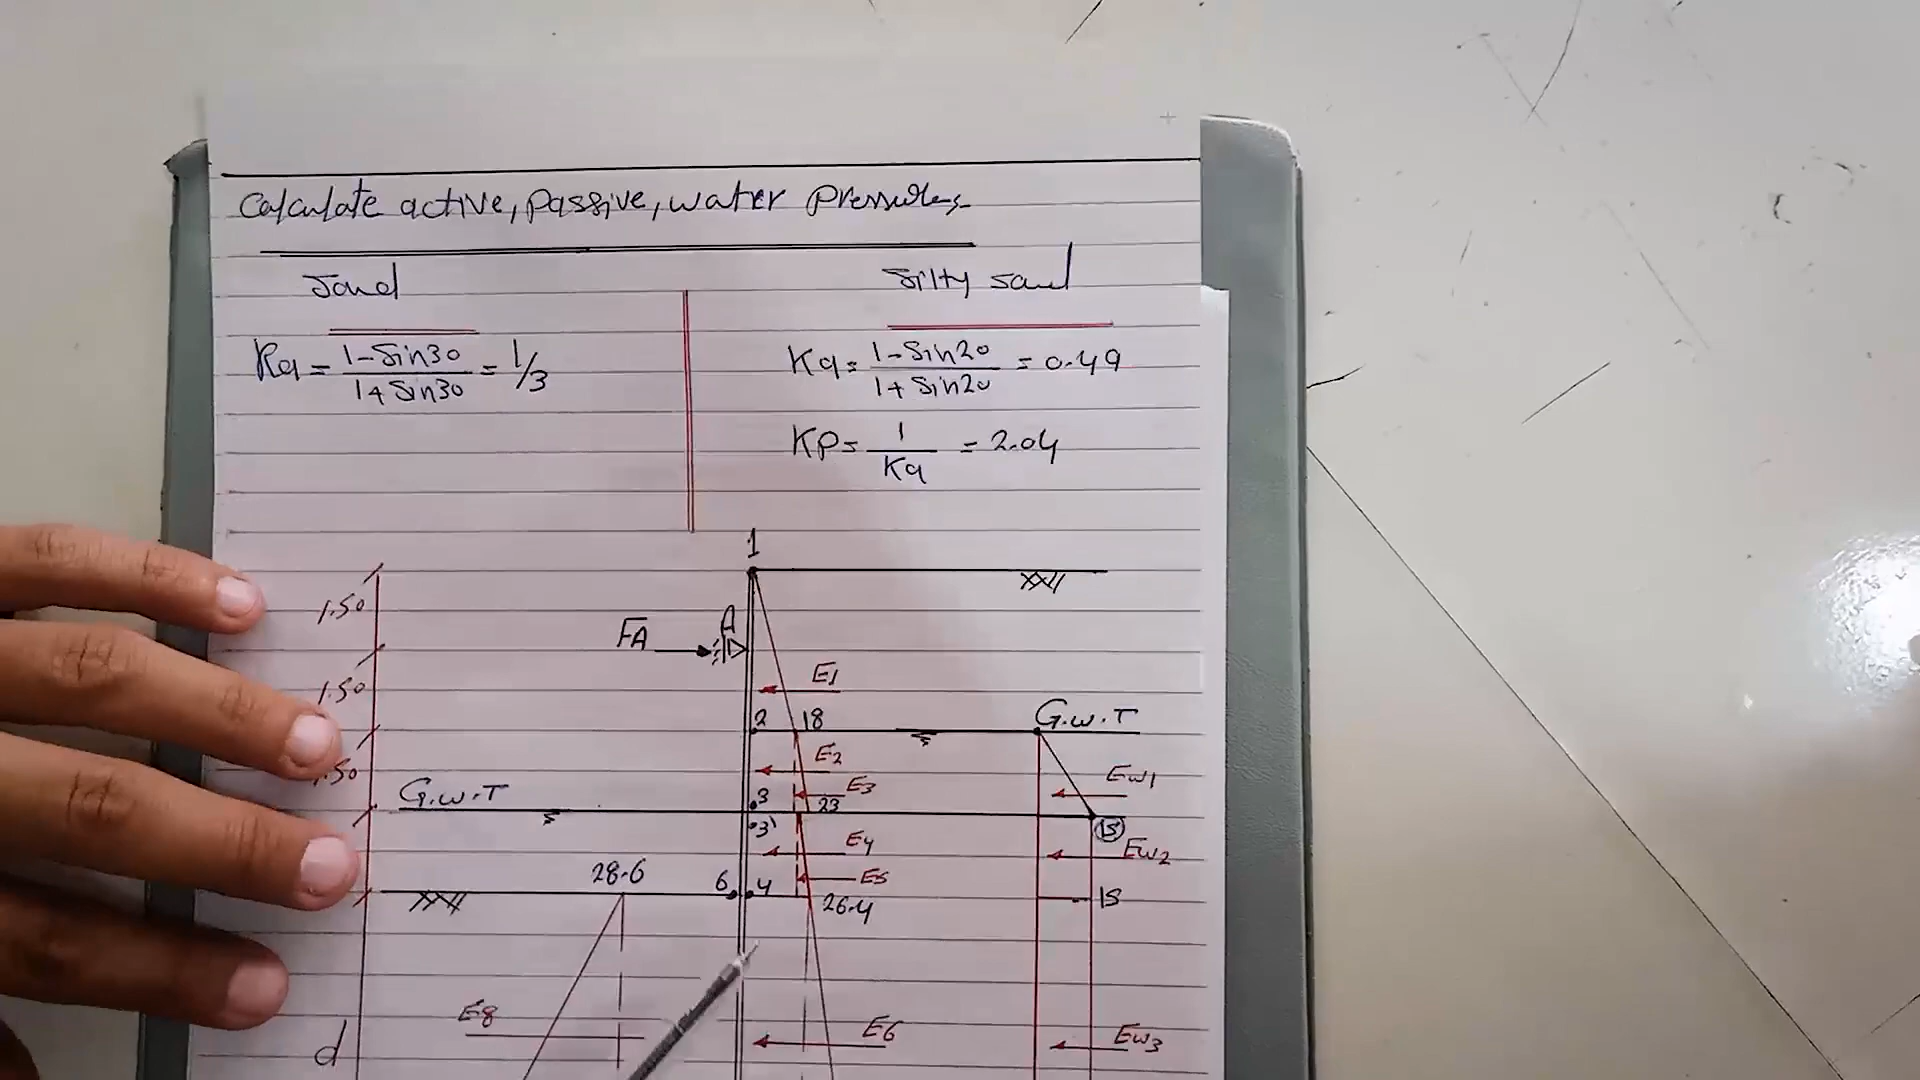 Calculate active, passive, water pressures
Sand
Silty sand
Ka = 1-Sin30 / 1+Sin30 = 1/3
Ka = 1-Sin20 / 1+Sin20 = 0.49
KP = 1 / Ka = 2.04
1
1.50
FA
A
1.50
E1
2
18
G.W.T
E2
EW1
.50
G.W.T
3
E3
23
3'
15
E4
EW2
28.6
6
4
E5
26.4
15
E8
E6
EW3
d